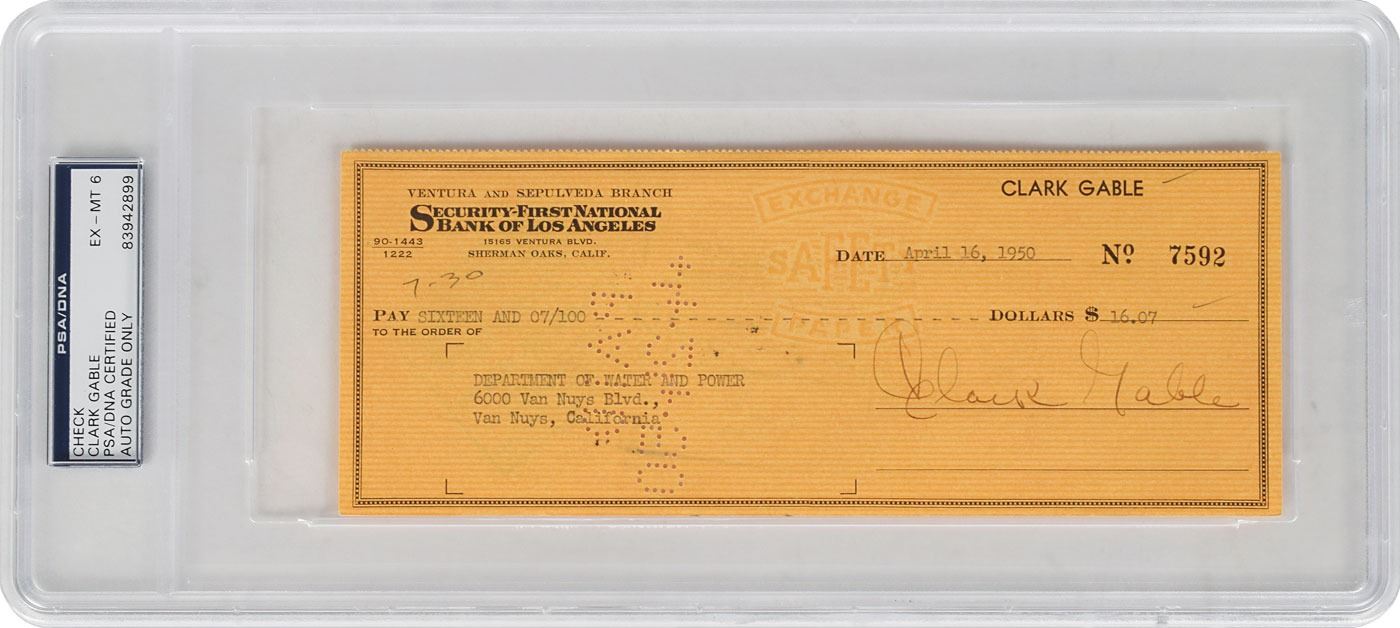 PSA/DNA
EX - MT 6
83942899
CHECK
CLARK GABLE
PSA/DNA CERTIFIED
AUTO GRADE ONLY
VENTURA AND SEPULVEDA BRANCH
SECURITY-FIRST NATIONAL
BANK OF LOS ANGELES
90-1443
1222
15165 VENTURA BLVD.
SHERMAN OAKS, CALIF.
EXCHANGE
SAFETY
PAPER
CLARK GABLE
DATE April 16, 1950 Nº 7592
7-30
PAY SIXTEEN AND 07/100 DOLLARS $ 16.07
TO THE ORDER OF
DEPARTMENT OF WATER AND POWER
6000 Van Nuys Blvd.,
Van Nuys, California
Clark Gable